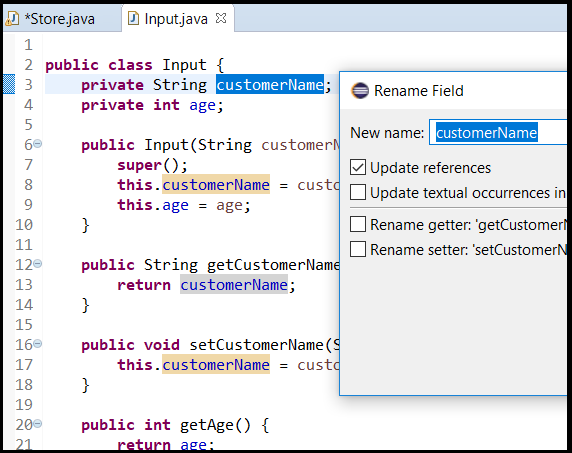 *Store.java Input.java
1
2 public class Input {
3 private String customerName;
4 private int age;
5
6 public Input(String customerN
7 super();
8 this.customerName = custo
9 this.age = age;
10 }
11
12 public String getCustomerName
13 return customerName;
14 }
15
16 public void setCustomerName(S
17 this.customerName = custo
18 }
19
20 public int getAge() {
21 return age;
Rename Field
New name: customerName
Update references
Update textual occurrences in
Rename getter: 'getCustomerN
Rename setter: 'setCustomerN